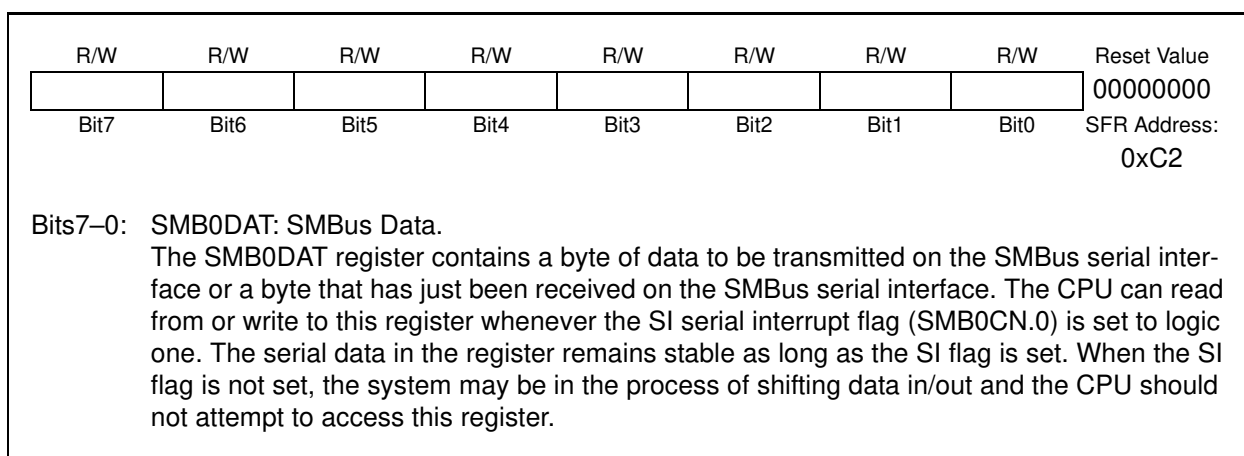 R/W R/W R/W R/W R/W R/W R/W R/W Reset Value
00000000
Bit7 Bit6 Bit5 Bit4 Bit3 Bit2 Bit1 Bit0 SFR Address:
0xC2
Bits7–0: SMB0DAT: SMBus Data.
The SMB0DAT register contains a byte of data to be transmitted on the SMBus serial inter-
face or a byte that has just been received on the SMBus serial interface. The CPU can read
from or write to this register whenever the SI serial interrupt flag (SMB0CN.0) is set to logic
one. The serial data in the register remains stable as long as the SI flag is set. When the SI
flag is not set, the system may be in the process of shifting data in/out and the CPU should
not attempt to access this register.